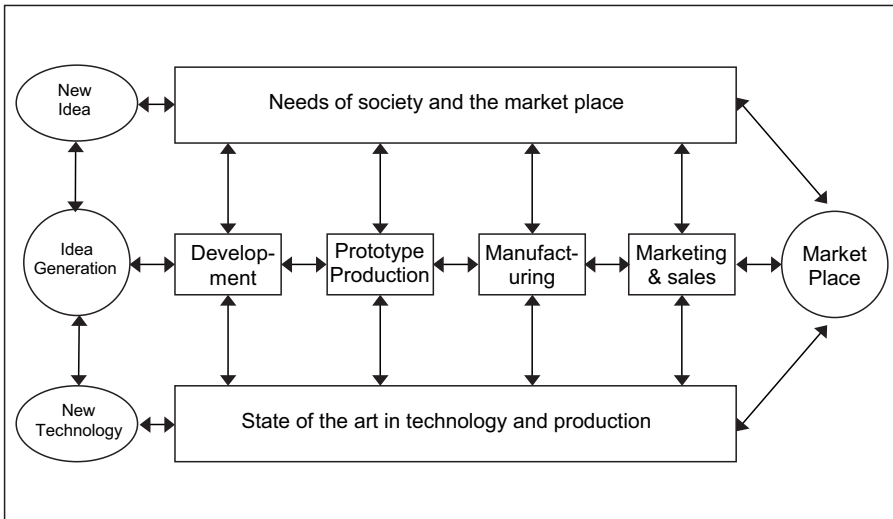 New
Idea
Needs of society and the market place
Idea
Generation
Develop-
ment
Prototype
Production
Manufact-
uring
Marketing
& sales
Market
Place
New
Technology
State of the art in technology and production